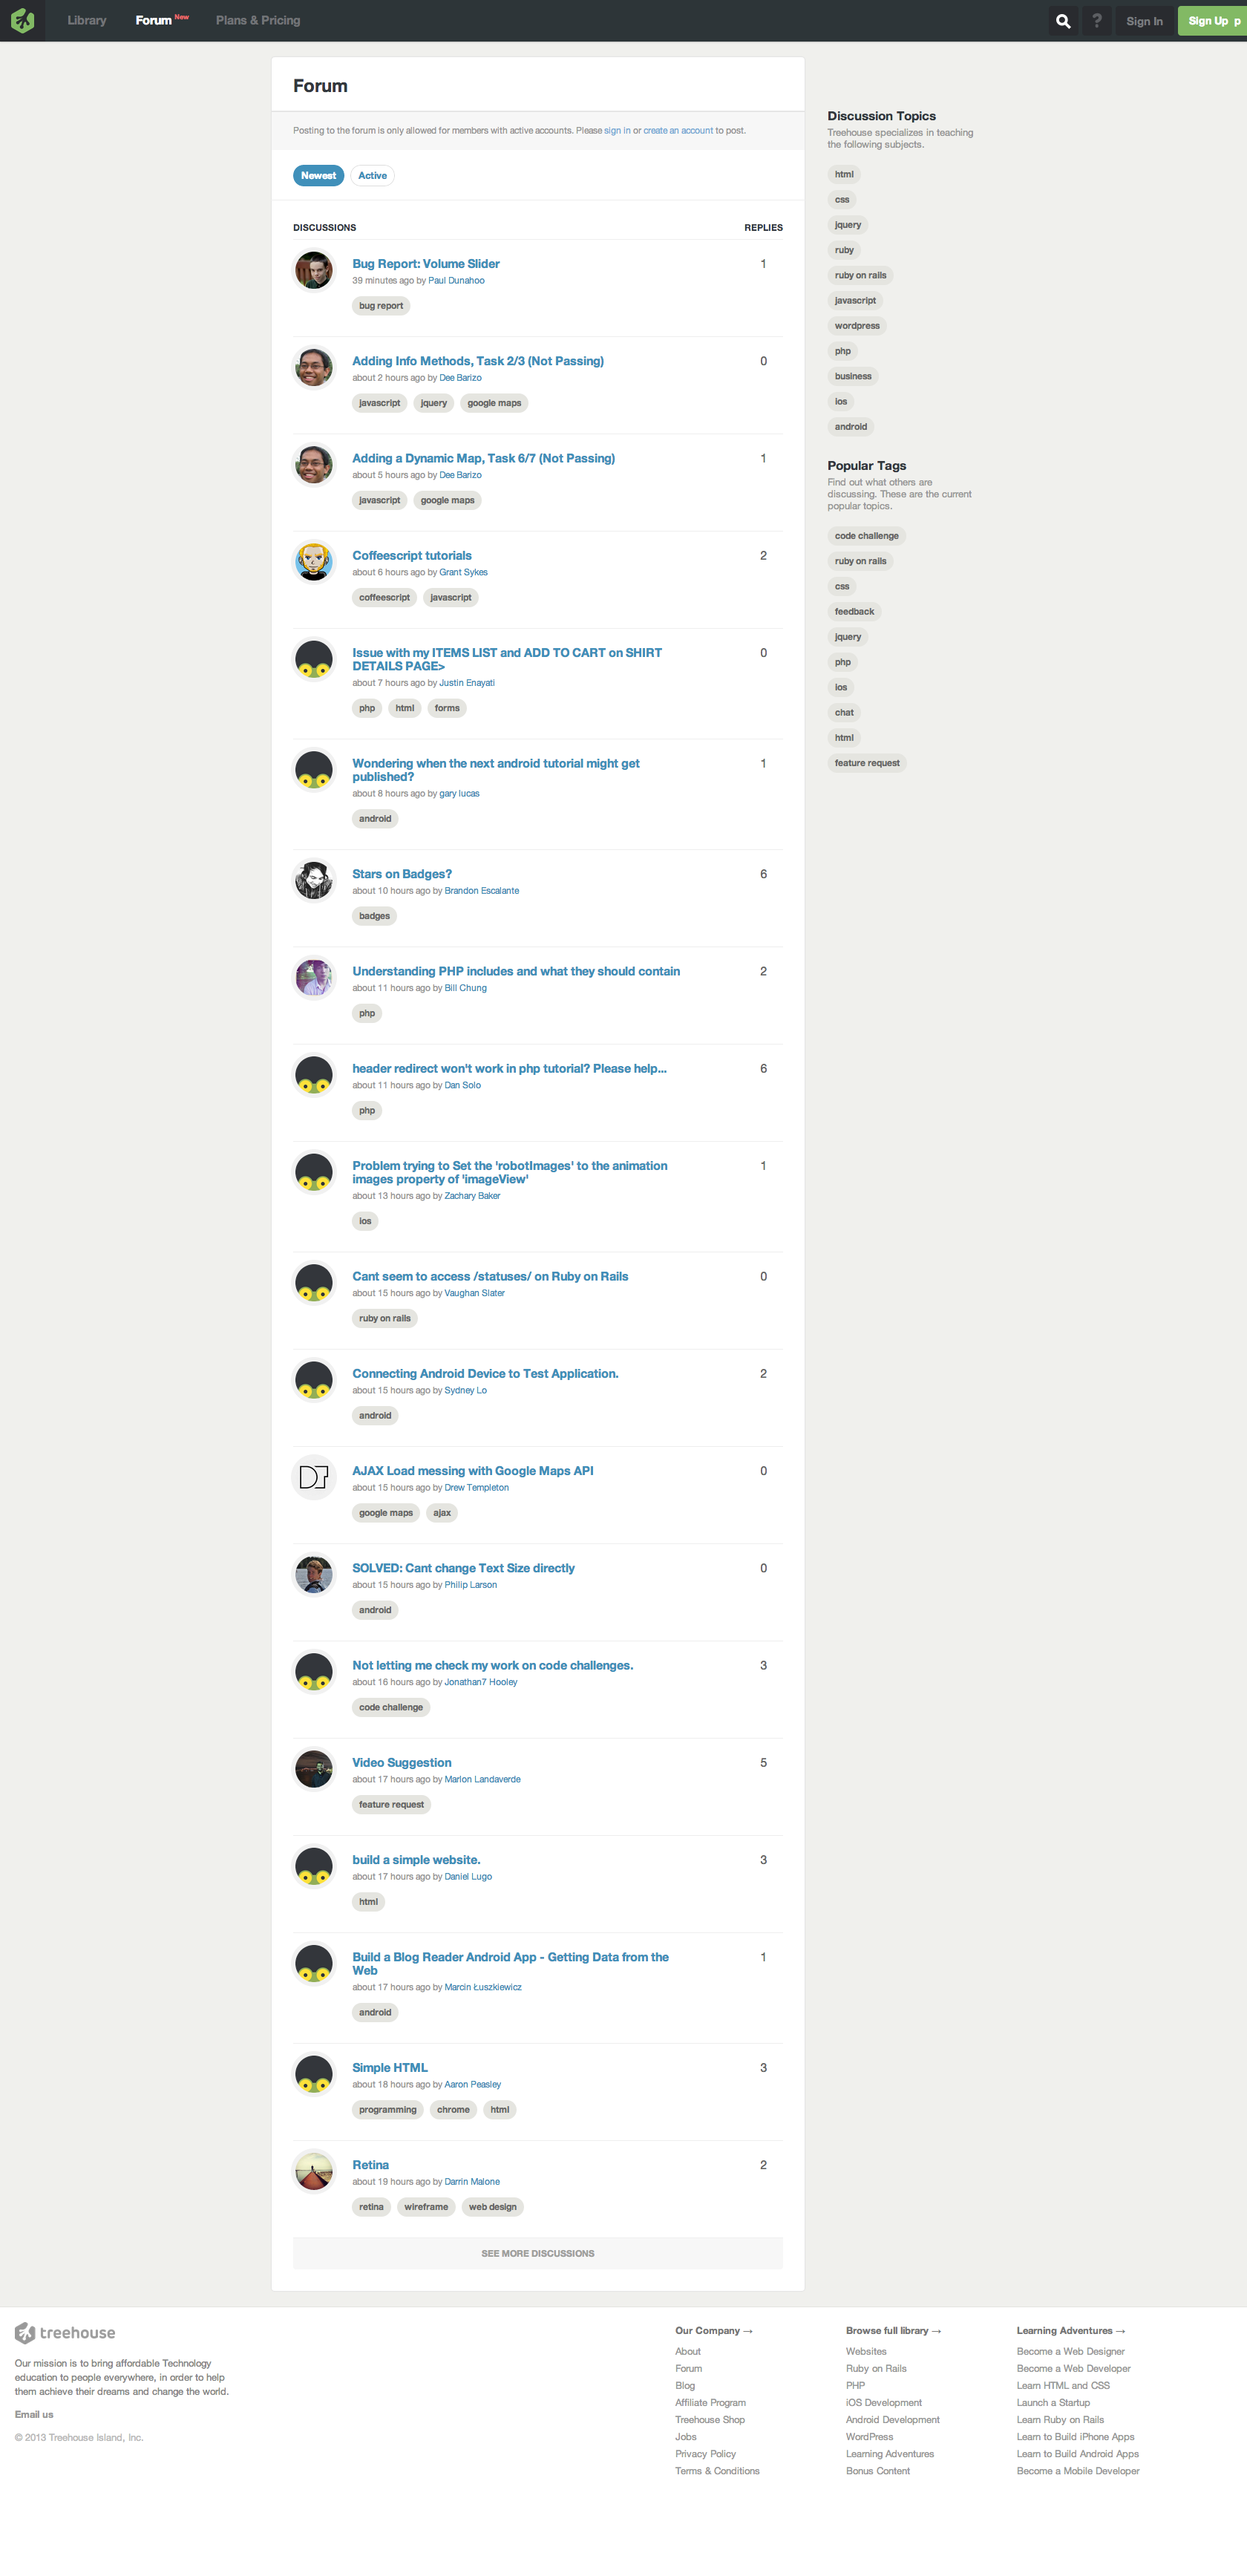 Library
Forum New
Plans & Pricing
?
Sign In
Sign Up p
Forum
Posting to the forum is only allowed for members with active accounts. Please sign in or create an account to post.
Newest
Active
DISCUSSIONS
REPLIES
Bug Report: Volume Slider
1
39 minutes ago by Paul Dunahoo
bug report
Adding Info Methods, Task 2/3 (Not Passing)
0
about 2 hours ago by Dee Barizo
javascript
jquery
google maps
Adding a Dynamic Map, Task 6/7 (Not Passing)
1
about 5 hours ago by Dee Barizo
javascript
google maps
Coffeescript tutorials
2
about 6 hours ago by Grant Sykes
coffeescript
javascript
Issue with my ITEMS LIST and ADD TO CART on SHIRT
DETAILS PAGE>
0
about 7 hours ago by Justin Enayati
php
html
forms
Wondering when the next android tutorial might get
published?
1
about 8 hours ago by gary lucas
android
Stars on Badges?
6
about 10 hours ago by Brandon Escalante
badges
Understanding PHP includes and what they should contain
2
about 11 hours ago by Bill Chung
php
header redirect won't work in php tutorial? Please help...
6
about 11 hours ago by Dan Solo
php
Problem trying to Set the 'robotImages' to the animation
images property of 'imageView'
1
about 13 hours ago by Zachary Baker
ios
Cant seem to access /statuses/ on Ruby on Rails
0
about 15 hours ago by Vaughan Slater
ruby on rails
Connecting Android Device to Test Application.
2
about 15 hours ago by Sydney Lo
android
AJAX Load messing with Google Maps API
0
about 15 hours ago by Drew Templeton
google maps
ajax
SOLVED: Cant change Text Size directly
0
about 15 hours ago by Philip Larson
android
Not letting me check my work on code challenges.
3
about 16 hours ago by Jonathan7 Hooley
code challenge
Video Suggestion
5
about 17 hours ago by Marlon Landaverde
feature request
build a simple website.
3
about 17 hours ago by Daniel Lugo
html
Build a Blog Reader Android App - Getting Data from the
Web
1
about 17 hours ago by Marcin Łuszkiewicz
android
Simple HTML
3
about 18 hours ago by Aaron Peasley
programming
chrome
html
Retina
2
about 19 hours ago by Darrin Malone
retina
wireframe
web design
SEE MORE DISCUSSIONS
Discussion Topics
Treehouse specializes in teaching
the following subjects.
html
css
jquery
ruby
ruby on rails
javascript
wordpress
php
business
ios
android
Popular Tags
Find out what others are
discussing. These are the current
popular topics.
code challenge
ruby on rails
css
feedback
jquery
php
ios
chat
html
feature request
treehouse
Our mission is to bring affordable Technology
education to people everywhere, in order to help
them achieve their dreams and change the world.
Email us
© 2013 Treehouse Island, Inc.
Our Company →
About
Forum
Blog
Affiliate Program
Treehouse Shop
Jobs
Privacy Policy
Terms & Conditions
Browse full library →
Websites
Ruby on Rails
PHP
iOS Development
Android Development
WordPress
Learning Adventures
Bonus Content
Learning Adventures →
Become a Web Designer
Become a Web Developer
Learn HTML and CSS
Launch a Startup
Learn Ruby on Rails
Learn to Build iPhone Apps
Learn to Build Android Apps
Become a Mobile Developer